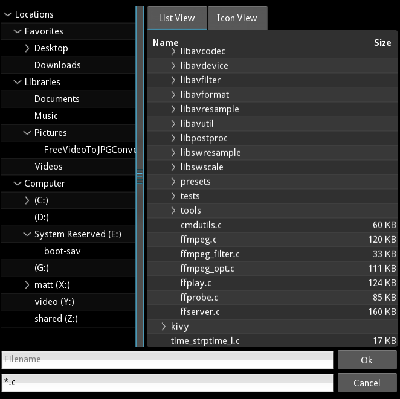 Locations
Favorites
Desktop
Downloads
Libraries
Documents
Music
Pictures
FreeVideoToJPGConve
Videos
Computer
(C:)
(D:)
System Reserved (E:)
boot-sav
(G:)
matt (X:)
video (Y:)
shared (Z:)
List View Icon View
Name Size
libavcodec
libavdevice
libavfilter
libavformat
libavresample
libavutil
libpostproc
libswresample
libswscale
presets
tests
tools
cmdutils.c 60 KB
ffmpeg.c 120 KB
ffmpeg_filter.c 33 KB
ffmpeg_opt.c 111 KB
ffplay.c 124 KB
ffprobe.c 85 KB
ffserver.c 160 KB
kivy
time_strptime_l.c 17 KB
Filename Ok
*.c Cancel